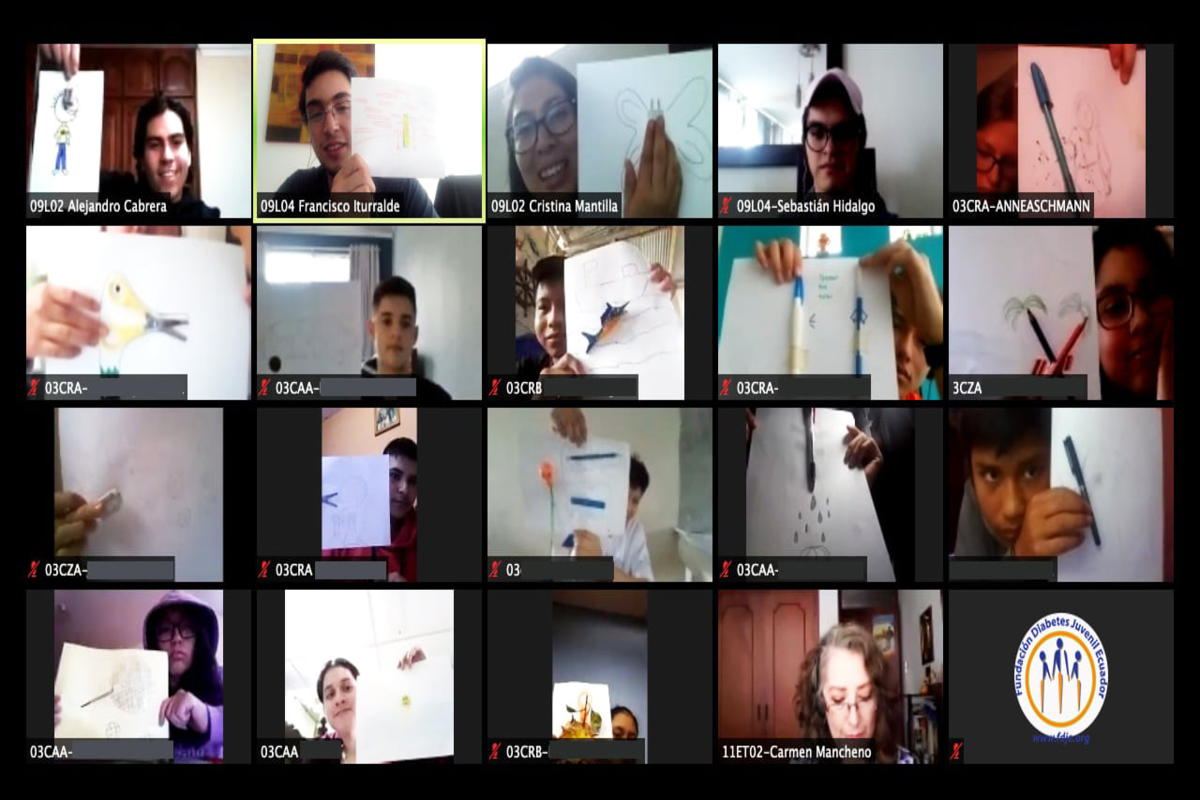 09L02 Alejandro Cabrera
09L04 Francisco Iturralde
09L02 Cristina Mantilla
09L04-Sebastián Hidalgo
03CRA-ANNEASCHMANN
03CRA-
03CAA-
03CRB
03CRA-
3CZA
03CZA-
03CRA
03-
03CAA-
03CAA-
03CAA
03CRB-
11ET02-Carmen Mancheno
Fundación Diabetes Juvenil Ecuador
www.fdje.org